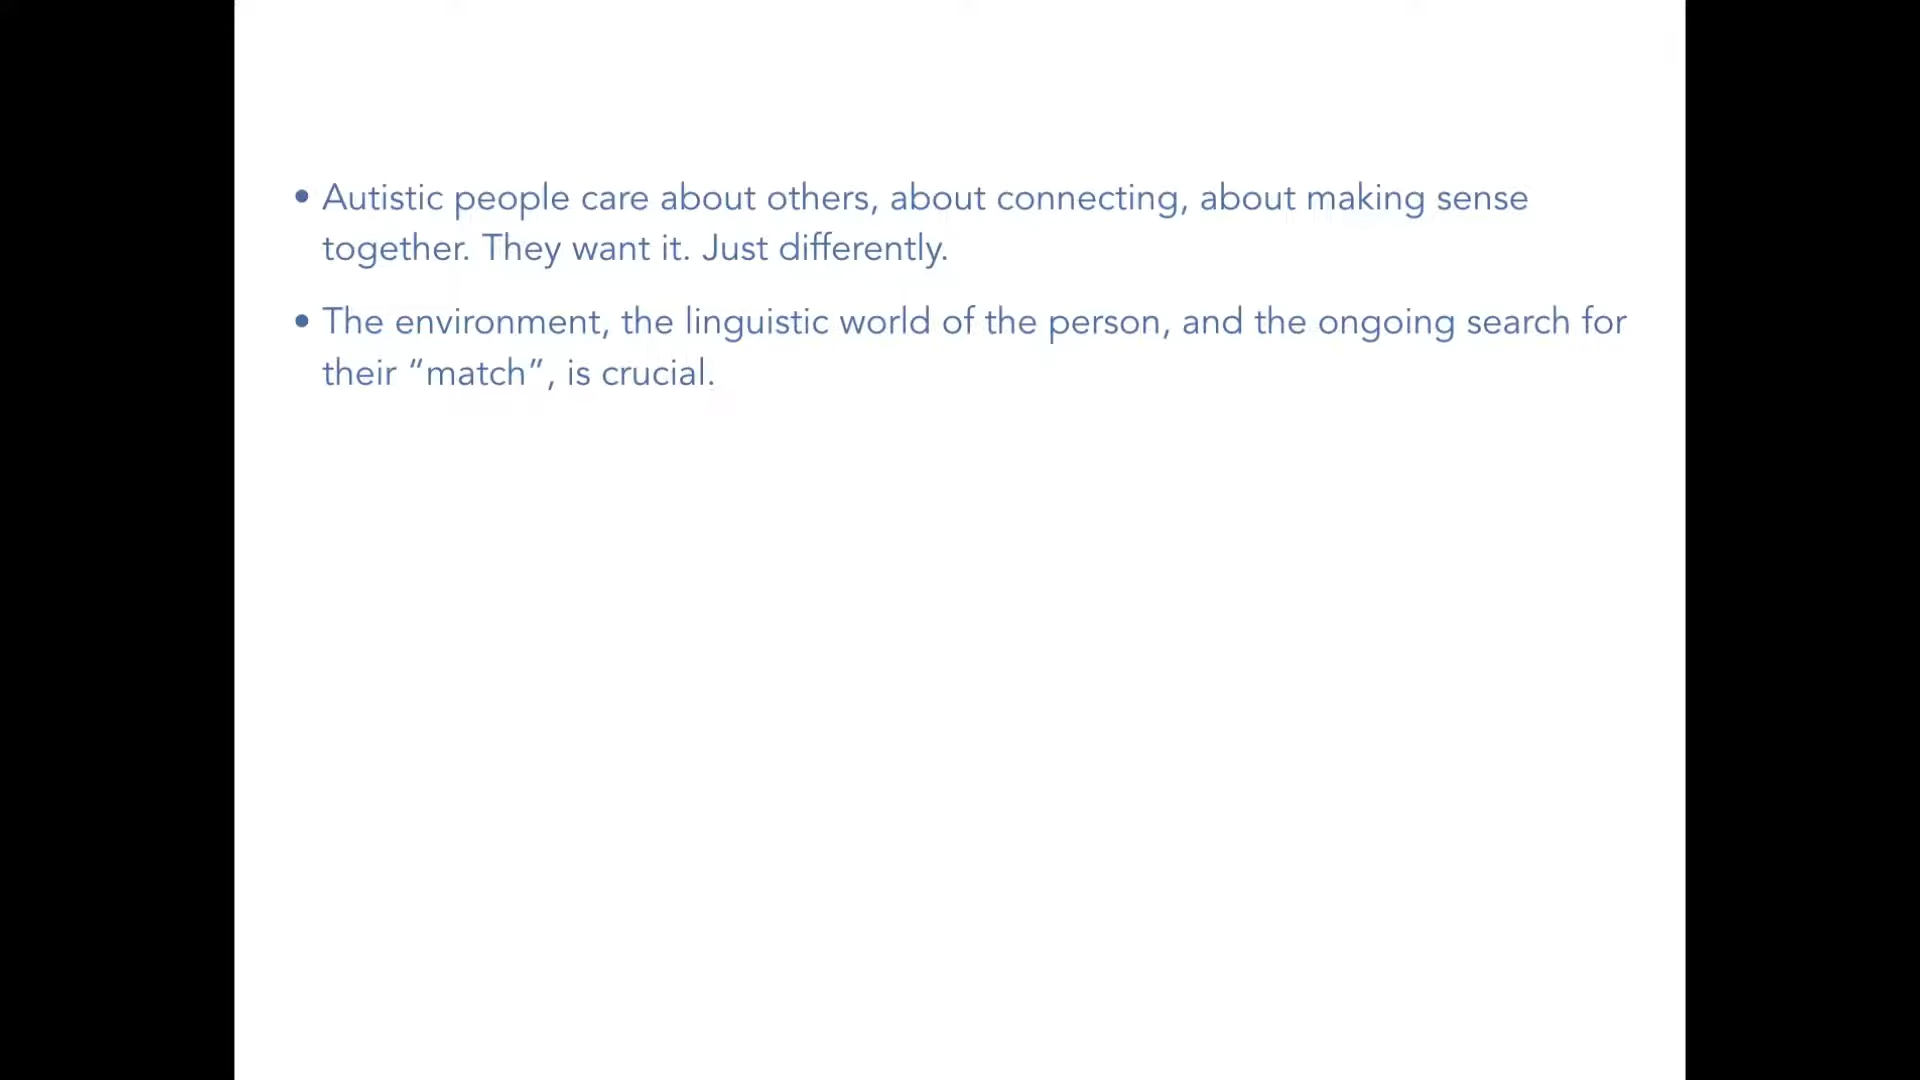 • Autistic people care about others, about connecting, about making sense
together. They want it. Just differently.
• The environment, the linguistic world of the person, and the ongoing search for
their “match”, is crucial.